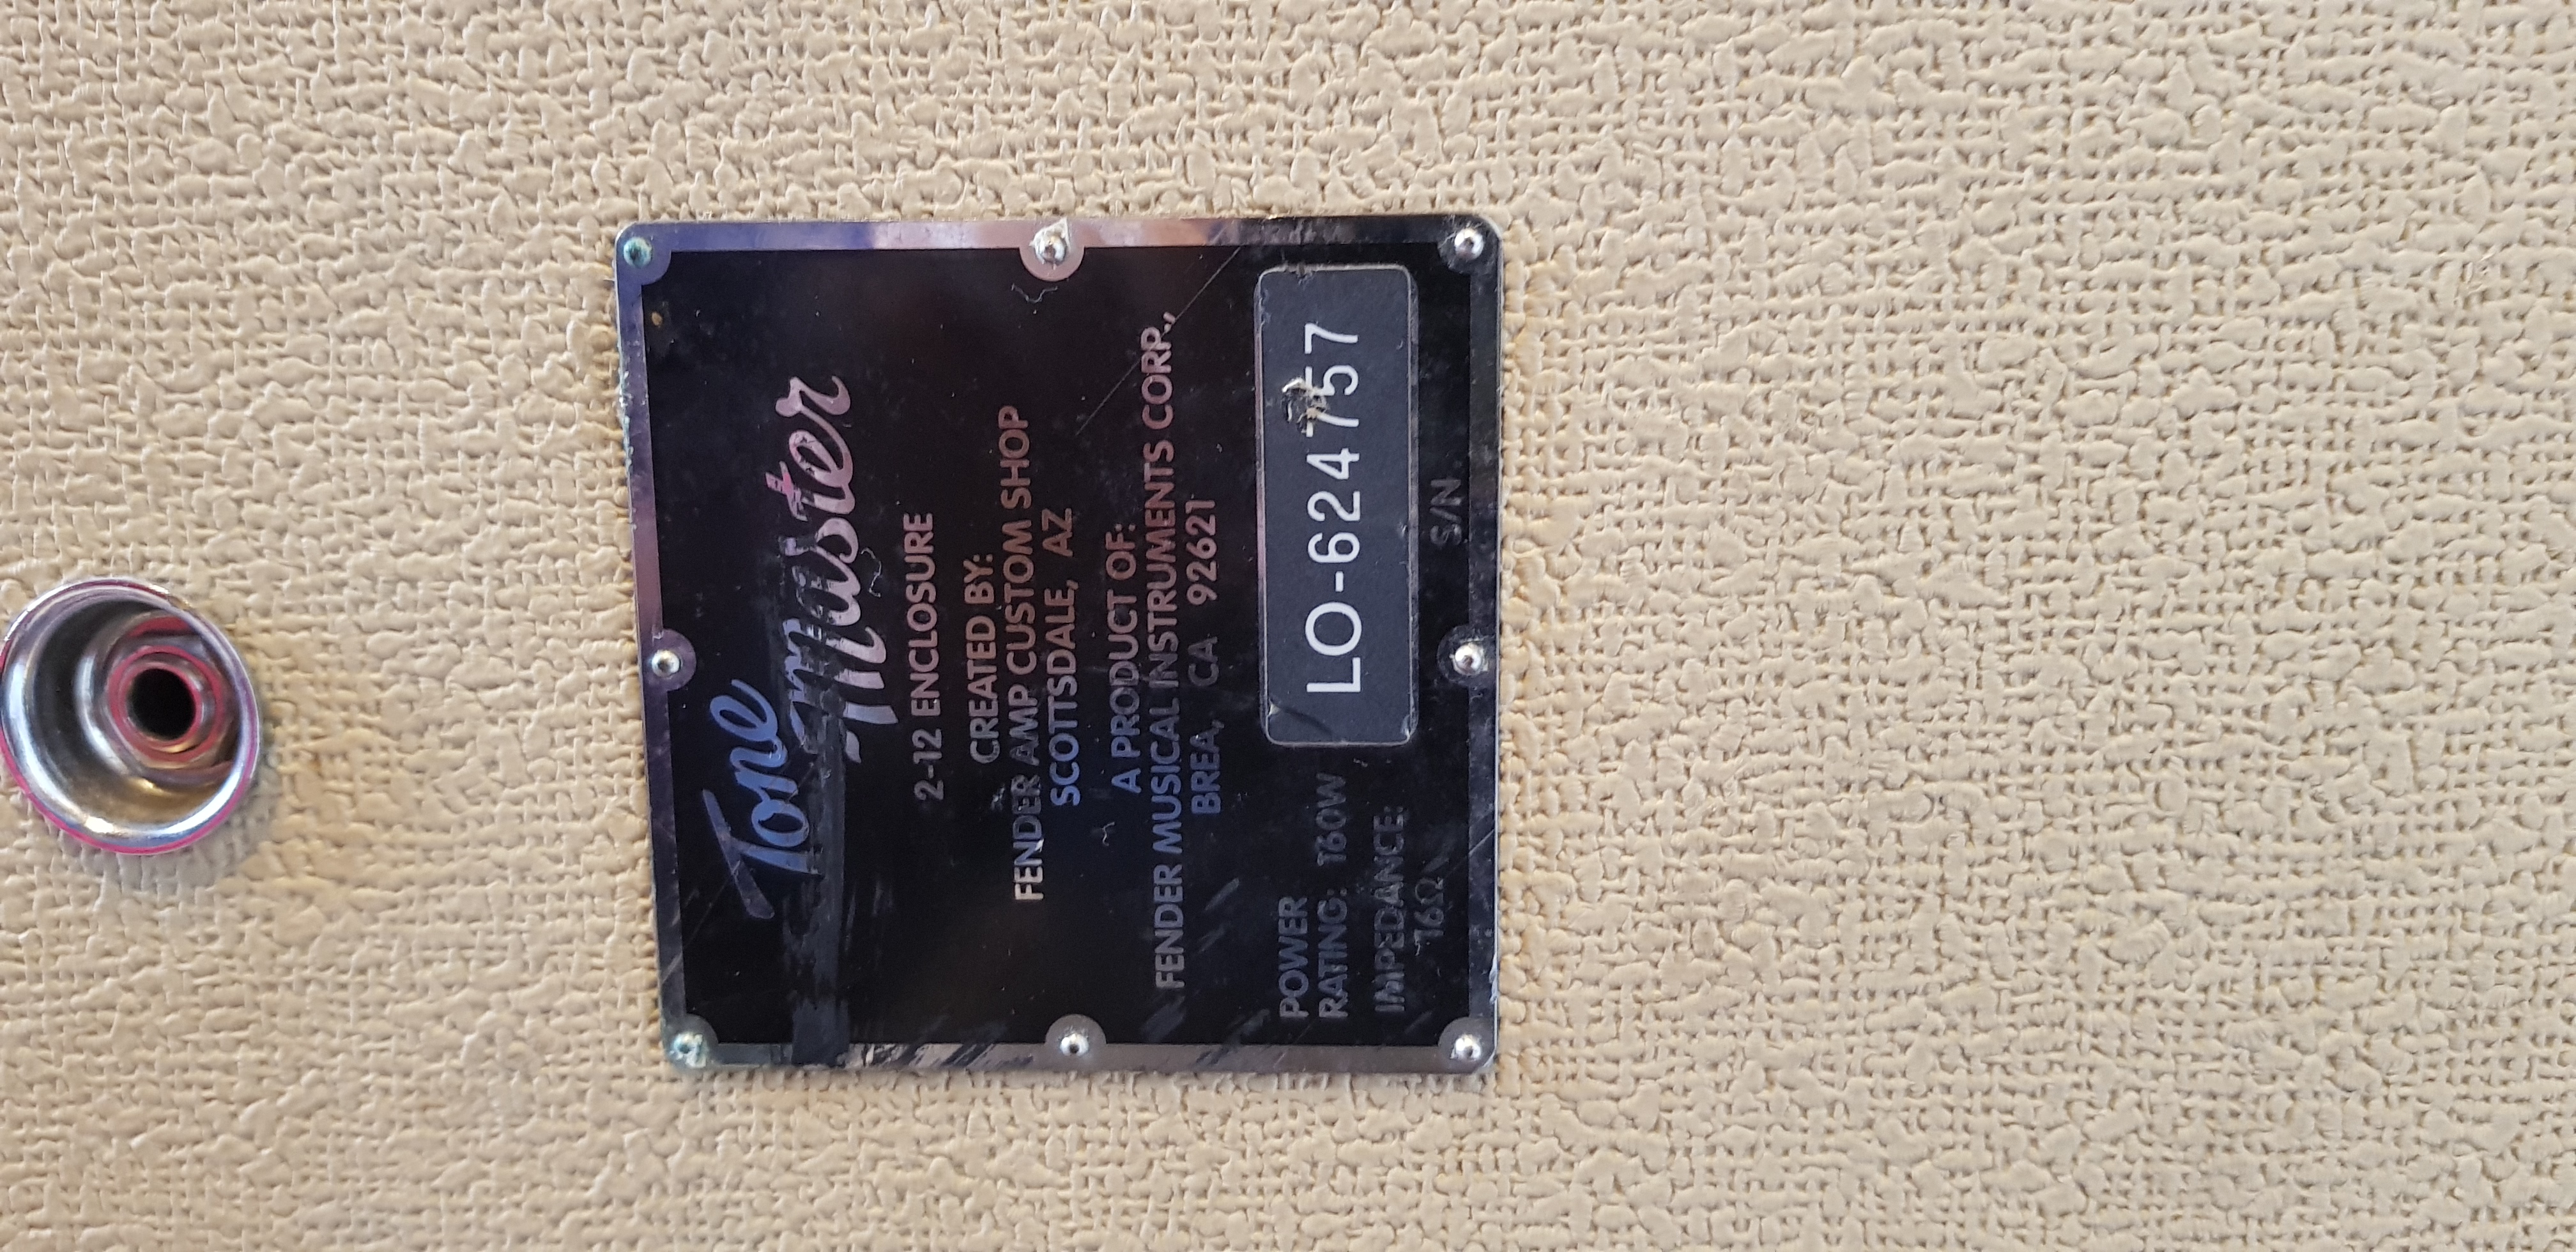 Tone
Master
2-12 ENCLOSURE
CREATED BY:
FENDER AMP CUSTOM SHOP
SCOTTSDALE, AZ
A PRODUCT OF:
FENDER MUSICAL INSTRUMENTS CORP.,
BREA, CA 92621
POWER
RATING: 160W
IMPEDANCE:
16Ω
LO-624757
S/N.